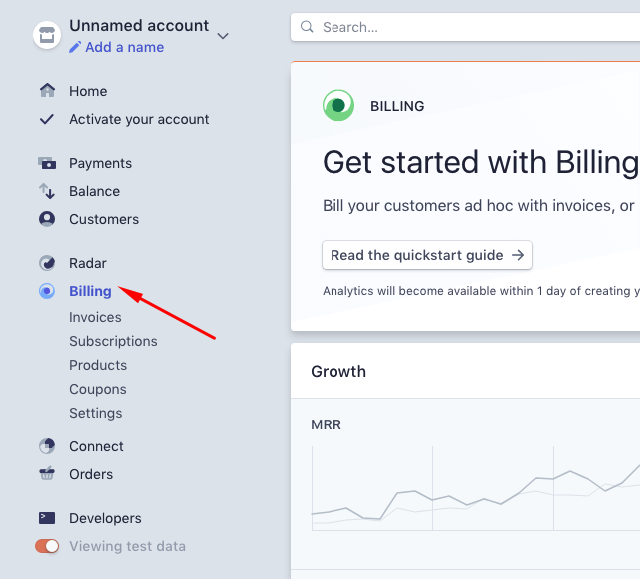 Unnamed account
Add a name
Home
Activate your account
Payments
Balance
Customers
Radar
Billing
Invoices
Subscriptions
Products
Coupons
Settings
Connect
Orders
Developers
Viewing test data
Search...
BILLING
Get started with Billing
Bill your customers ad hoc with invoices, or
Read the quickstart guide →
Analytics will become available within 1 day of creating y
Growth
MRR